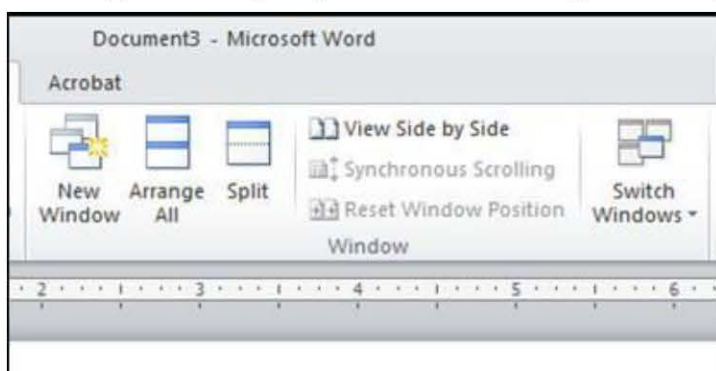 Document3 - Microsoft Word
Acrobat
New Window
Arrange All
Split
View Side by Side
Synchronous Scrolling
Reset Window Position
Switch Windows
Window
2 3 4 5 6